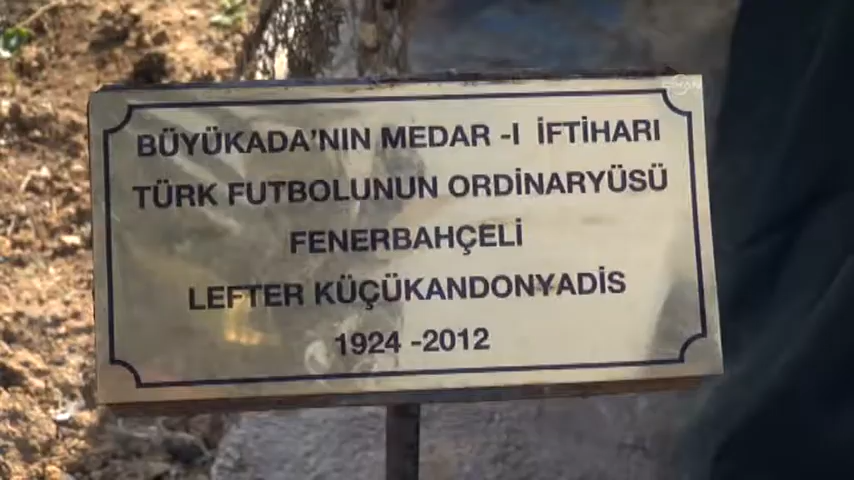 BÜYÜKADA'NIN MEDAR -I İFTİHARI
TÜRK FUTBOLUNUN ORDİNARYÜSÜ
FENERBAHÇELİ
LEFTER KÜÇÜKANDONYADİS
1924 -2012